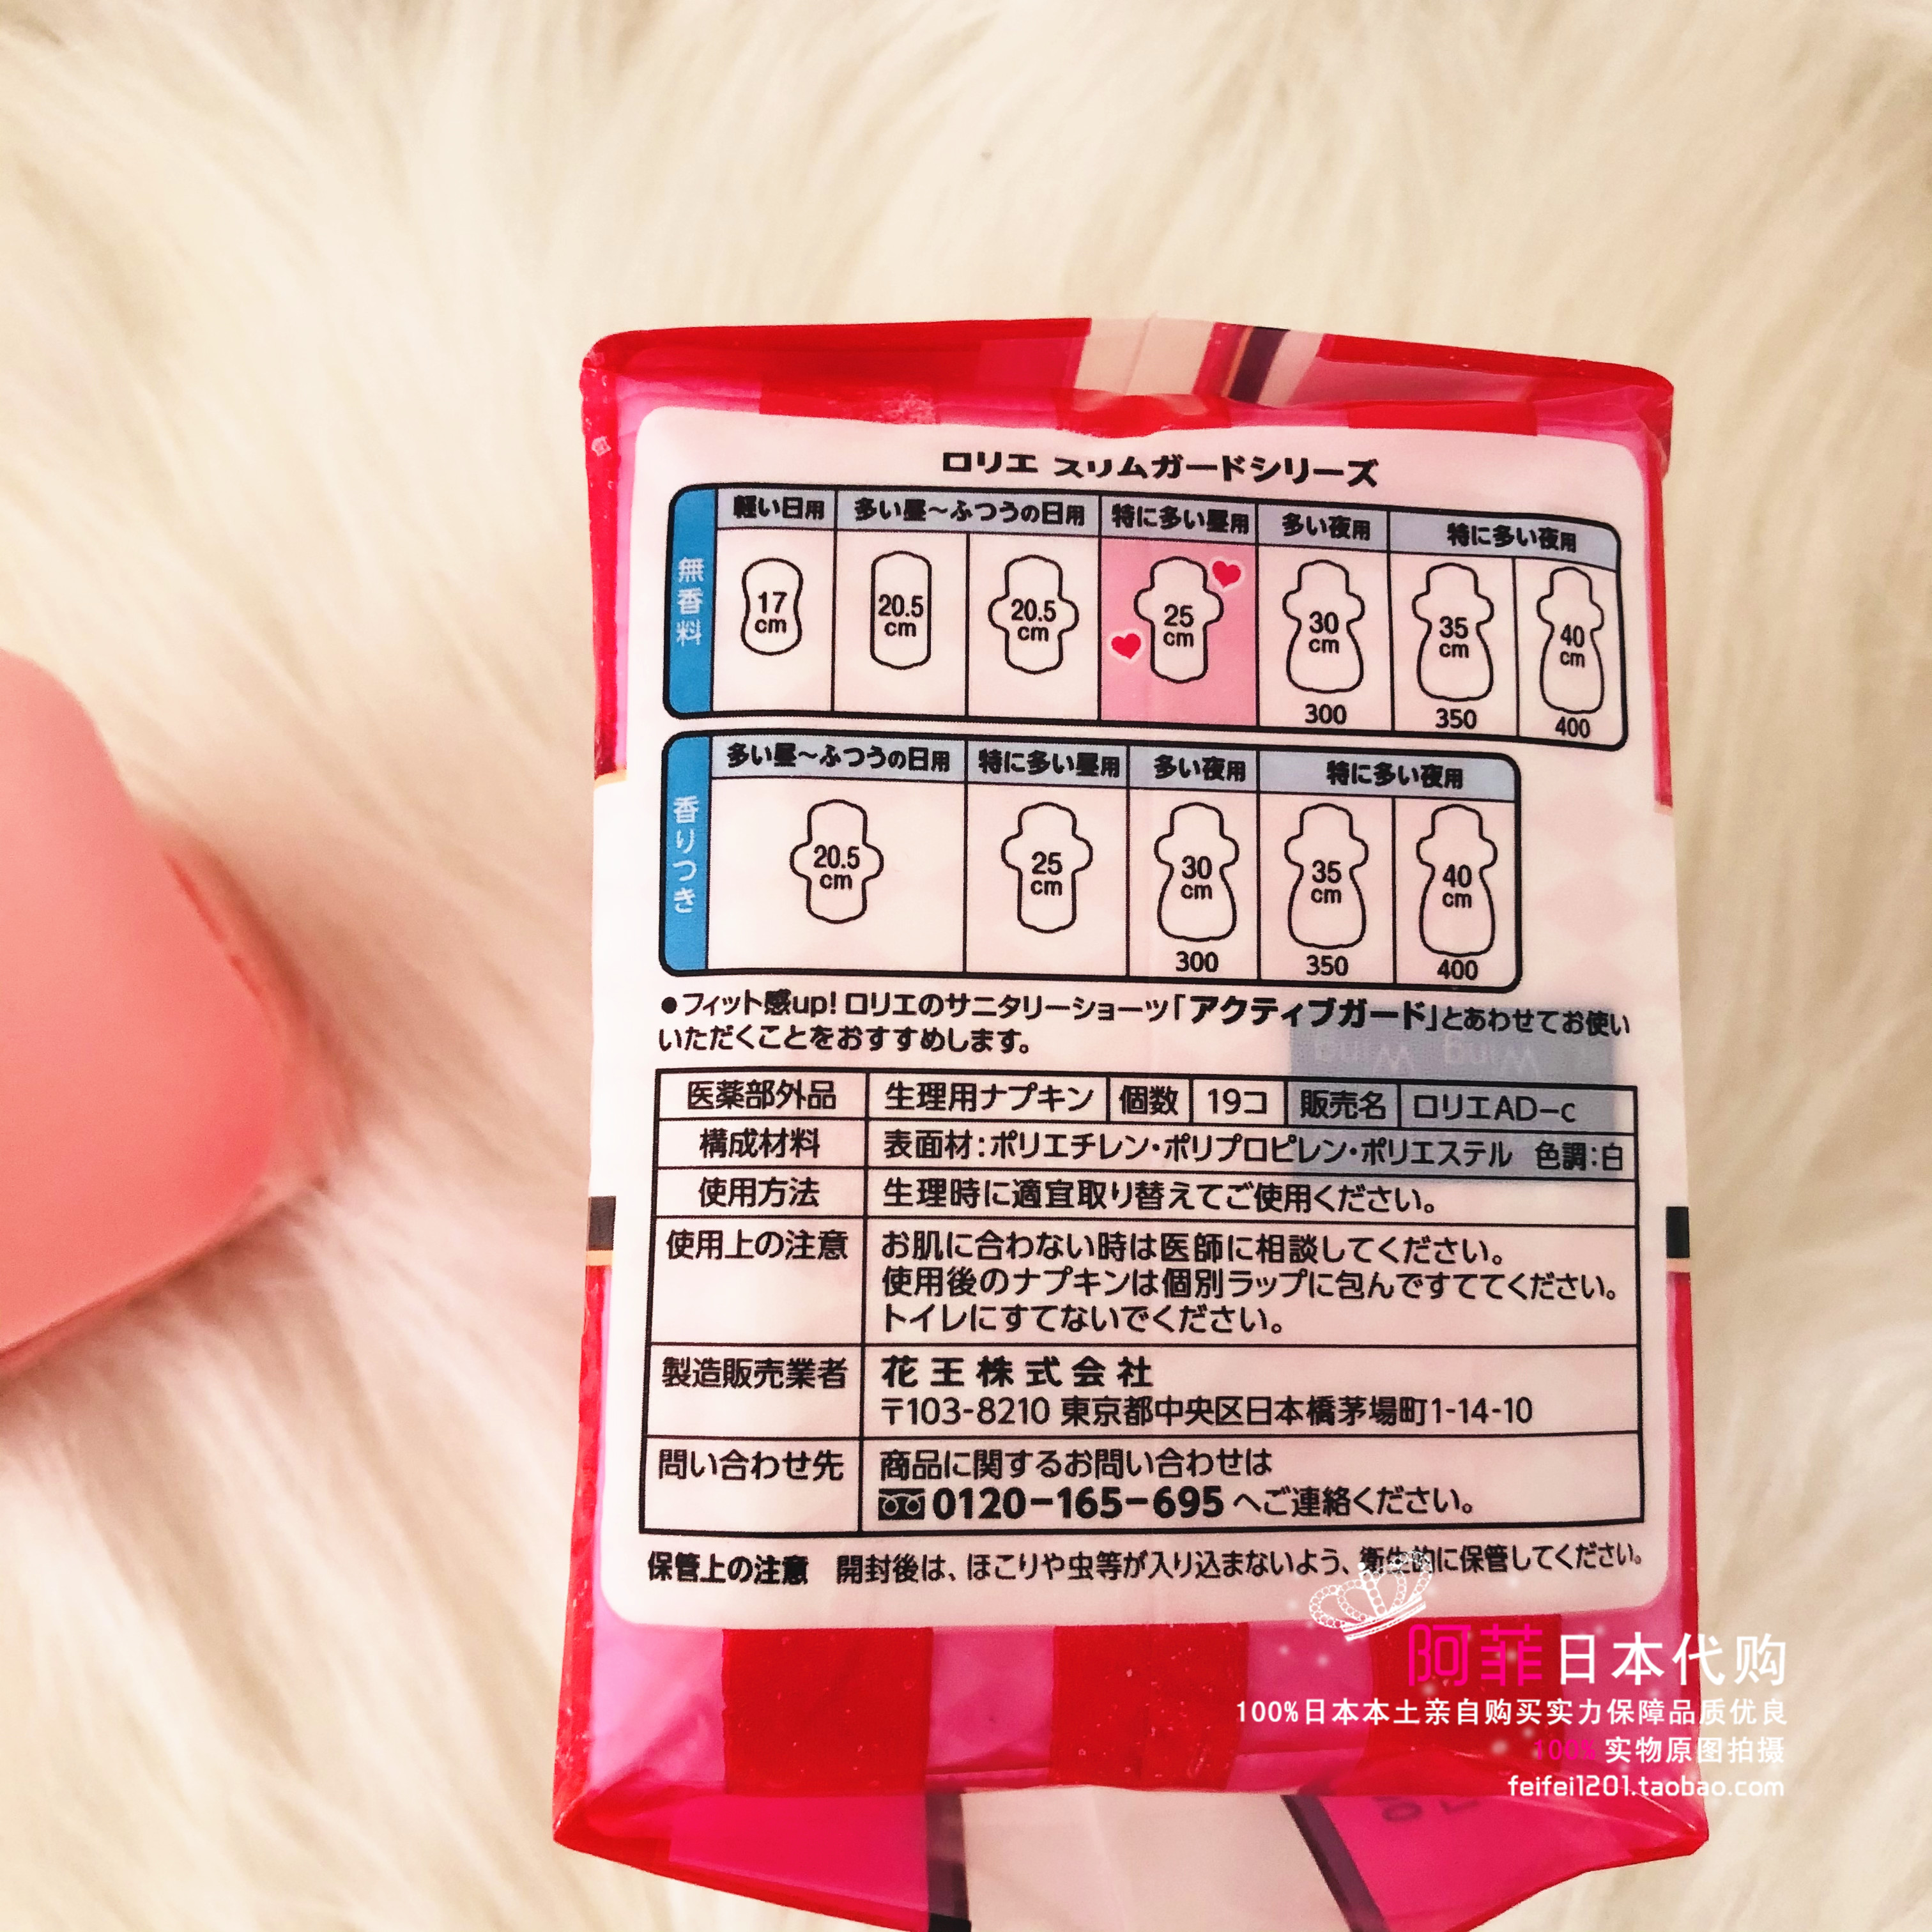 ロリエ スリムガードシリーズ
無香料
軽い日用 多い昼～ふつうの日用 特に多い昼用 多い夜用 特に多い夜用
17 cm 20.5 cm 20.5 cm 25 cm 30 cm 35 cm 40 cm
300 350 400
香りつき
多い昼～ふつうの日用 特に多い昼用 多い夜用 特に多い夜用
20.5 cm 25 cm 30 cm 35 cm 40 cm
300 350 400
●フィット感up!ロリエのサニタリーショーツ「アクティブガード」とあわせてお使い
いただくことをおすすめします。
医薬部外品 生理用ナプキン 個数 19コ 販売名 ロリエAD-c
構成材料 表面材:ポリエチレン・ポリプロピレン・ポリエステル 色調:白
使用方法 生理時に適宜取り替えてご使用ください。
使用上の注意 お肌に合わない時は医師に相談してください。
使用後のナプキンは個別ラップに包んですててください。
トイレにすてないでください。
製造販売業者 花王株式会社
〒103-8210 東京都中央区日本橋茅場町1-14-10
問い合わせ先 商品に関するお問い合わせは
0120-165-695 へご連絡ください。
保管上の注意 開封後は、ほこりや虫等が入り込まないよう、衛生的に保管してください。
阿菲日本代购
100%日本本土亲自购买实力保障品质优良
100%实物原图拍摄
feifei1201.taobao.com